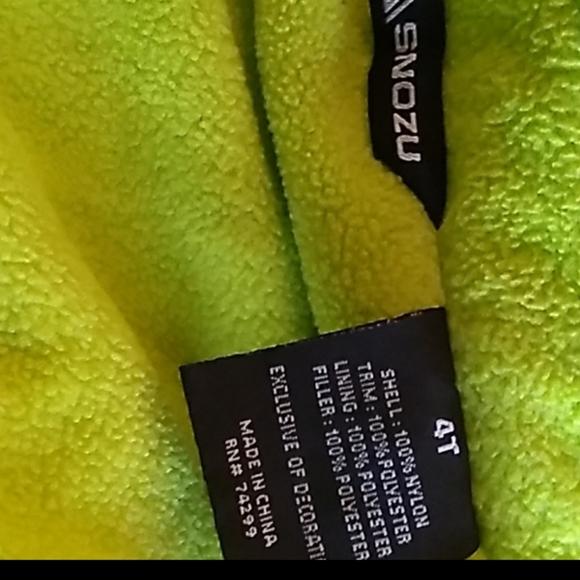 SNOZU
4T
SHELL : 100% NYLON
TRIM : 100% POLYESTER
LINING : 100% POLYESTER
FILLER : 100% POLYESTER
EXCLUSIVE OF DECORATI
MADE IN CHINA
RN# 74299